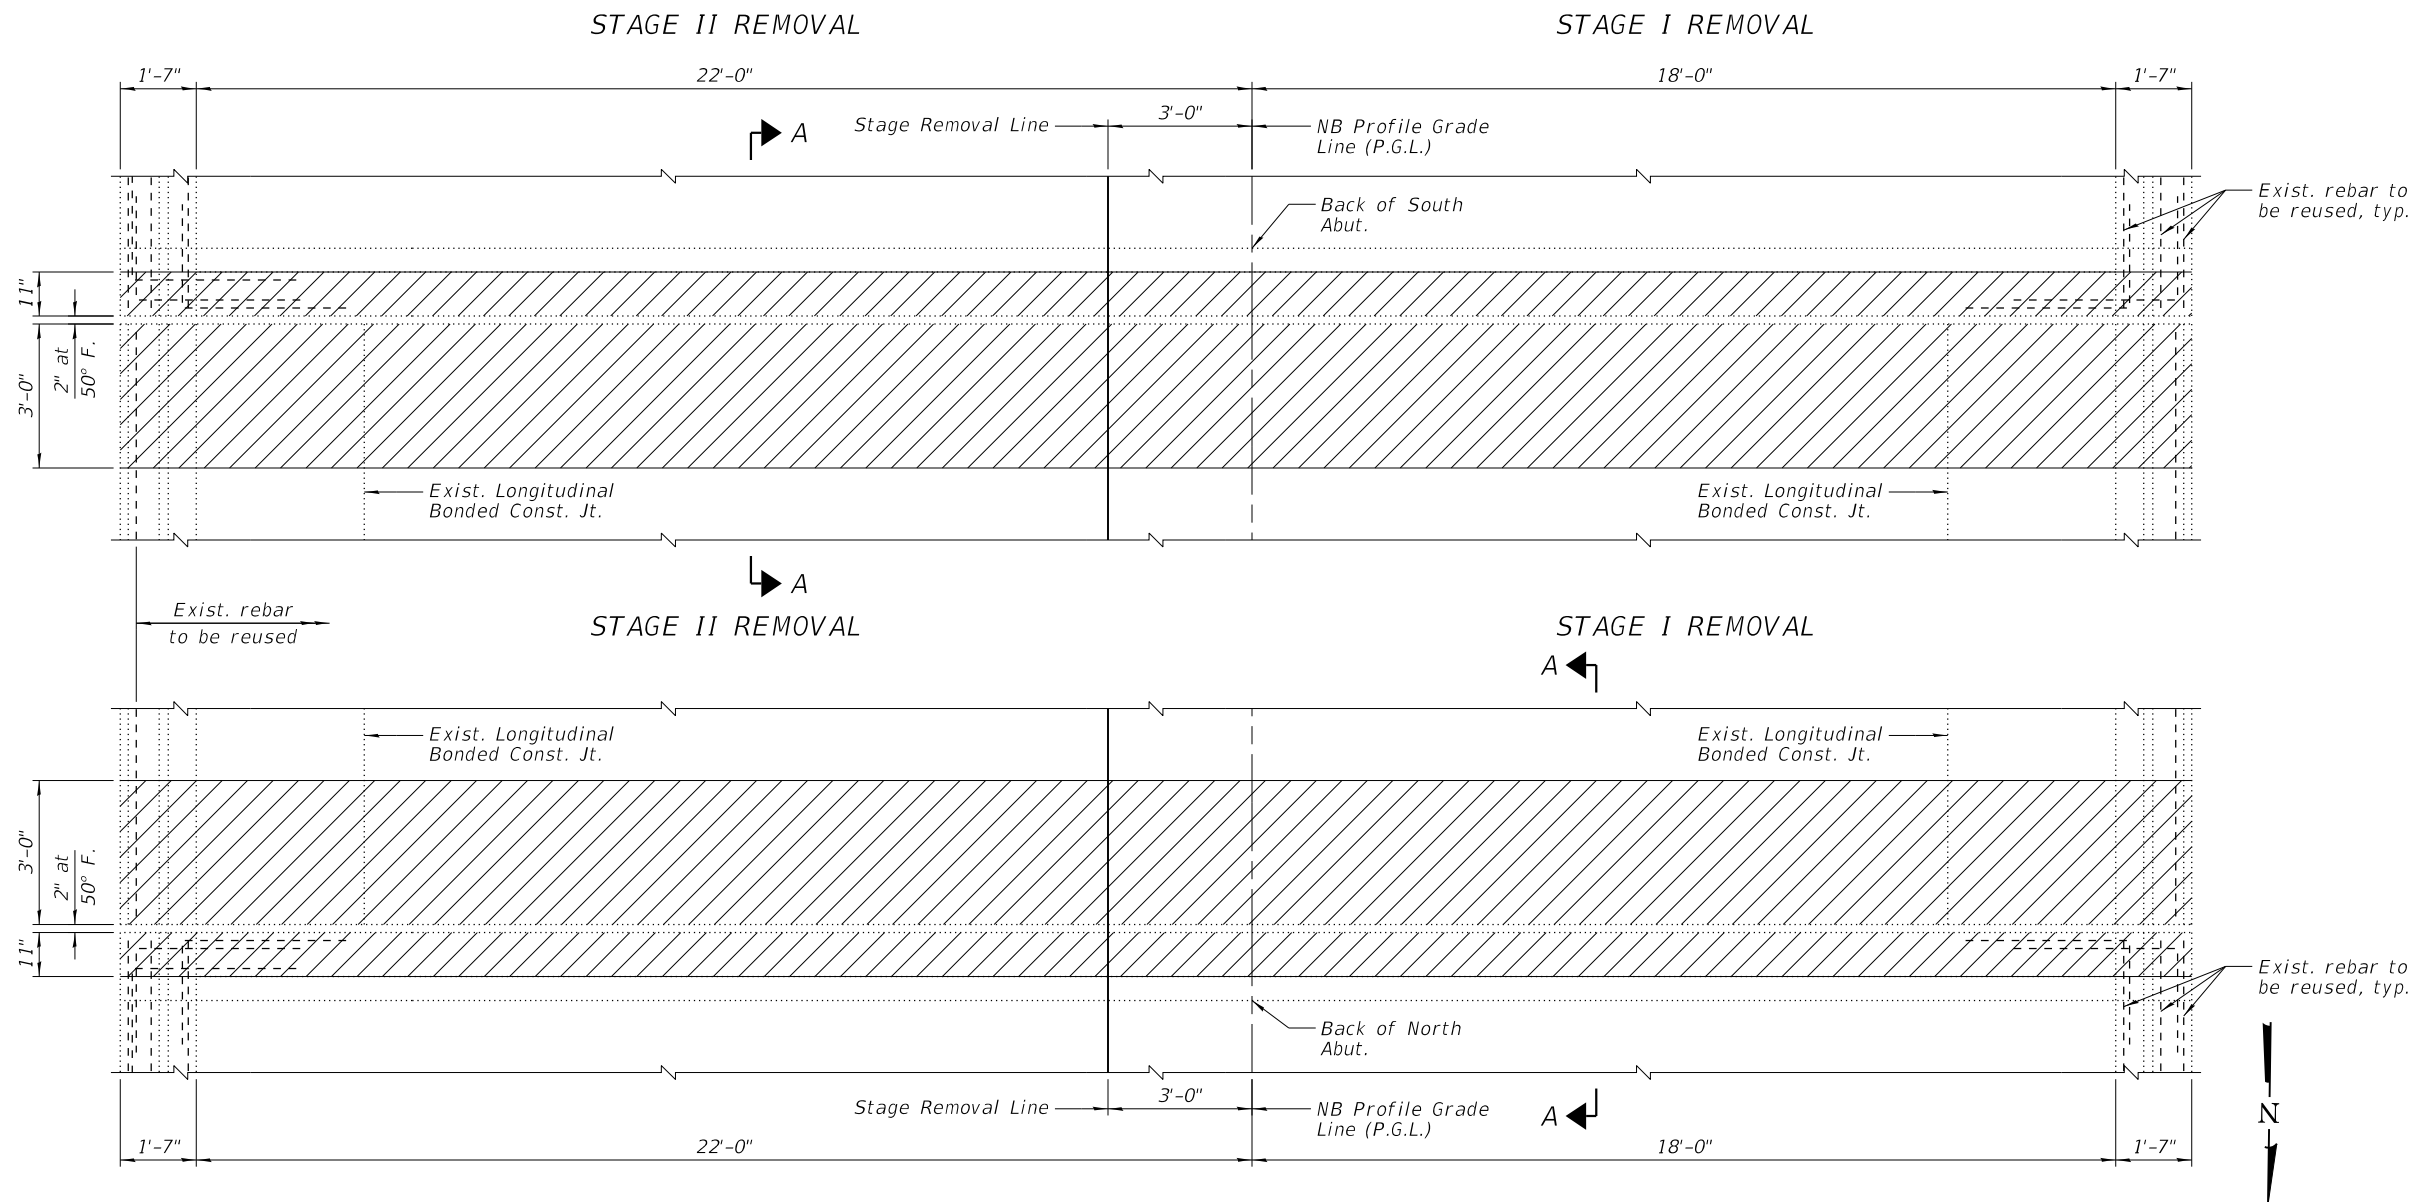 STAGE II REMOVAL
STAGE I REMOVAL
1'-7"
22'-0"
18'-0"
1'-7"
Stage Removal Line
3'-0"
NB Profile Grade
Line (P.G.L.)
A
Back of South
Abut.
Exist. rebar to
be reused, typ.
11"
2" at
50° F.
3'-0"
Exist. Longitudinal
Bonded Const. Jt.
Exist. Longitudinal
Bonded Const. Jt.
A
Exist. rebar
to be reused
STAGE II REMOVAL
STAGE I REMOVAL
A
Exist. Longitudinal
Bonded Const. Jt.
Exist. Longitudinal
Bonded Const. Jt.
3'-0"
2" at
50° F.
11"
Exist. rebar to
be reused, typ.
Back of North
Abut.
Stage Removal Line
3'-0"
NB Profile Grade
Line (P.G.L.)
A
N
1'-7"
22'-0"
18'-0"
1'-7"